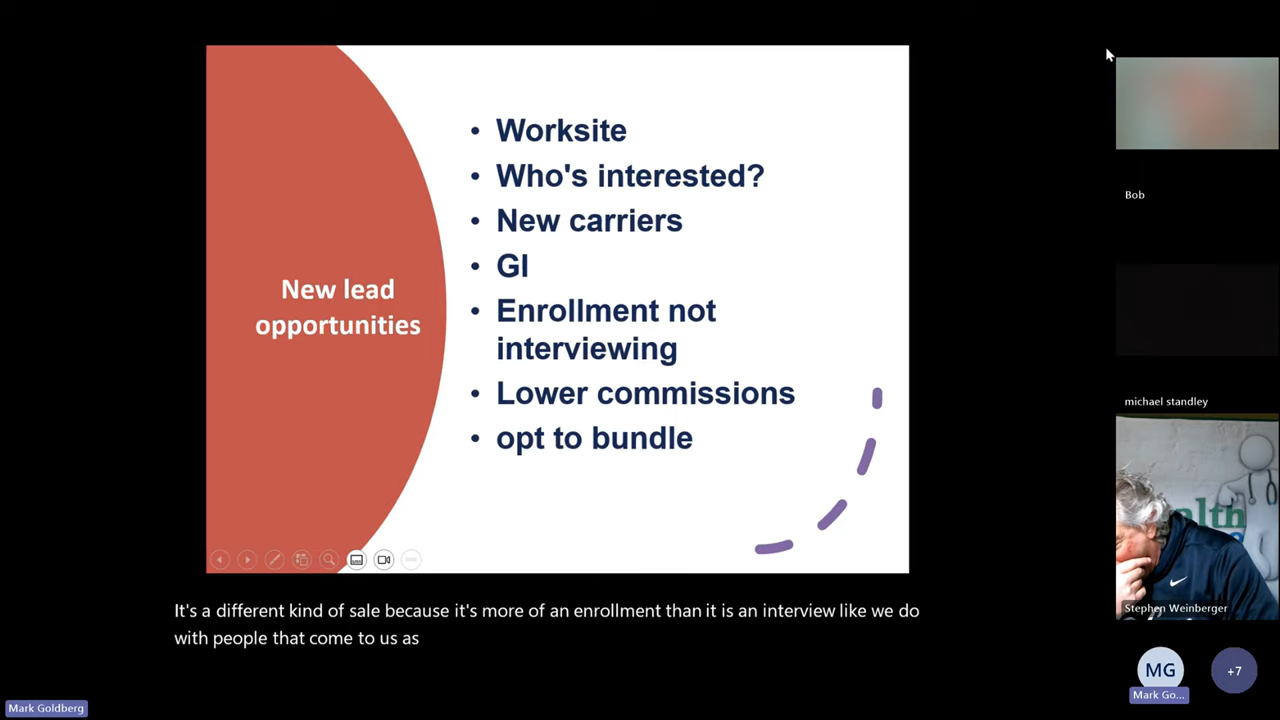 New lead
opportunities
• Worksite
• Who's interested?
• New carriers
• GI
• Enrollment not
interviewing
• Lower commissions
• opt to bundle
It's a different kind of sale because it's more of an enrollment than it is an interview like we do
with people that come to us as
Mark Goldberg
Bob
michael standley
Stephen Weinberger
MG
Mark Go...
+7